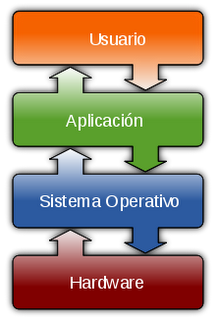 Usuario
Aplicación
Sistema Operativo
Hardware